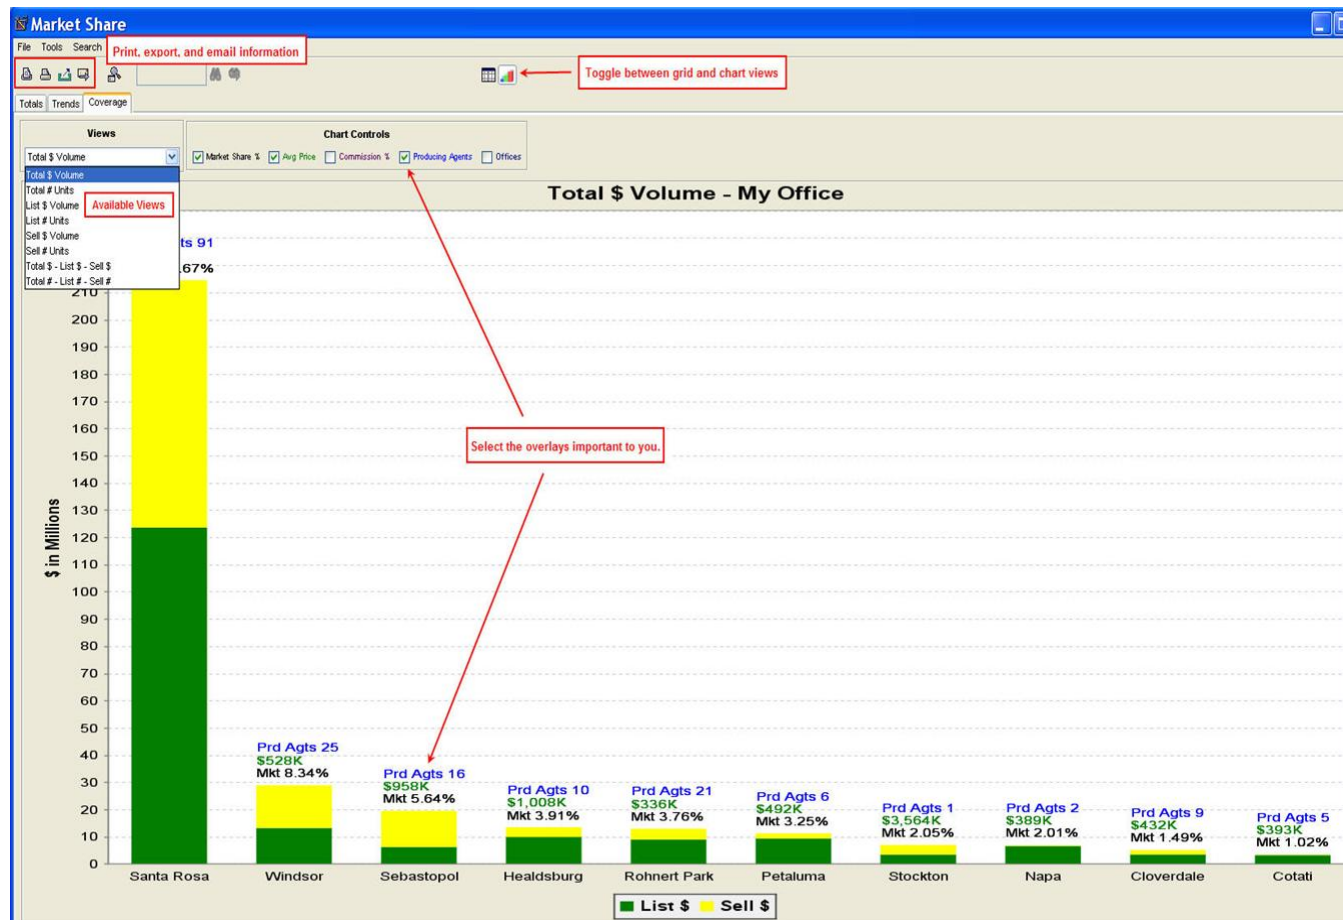 Market Share
File Tools Search
Print, export, and email information
Toggle between grid and chart views
Totals Trends Coverage
Views
Chart Controls
Total $ Volume
Market Share % Avg Price Commission % Producing Agents Offices
Total $ Volume
Total # Units
List $ Volume
Available Views
List # Units
Sell $ Volume
Sell # Units
Total $ - List $ - Sell $
Total # - List # - Sell #
Total $ Volume - My Office
ts 91
.67%
210
200
190
180
170
160
150
140
130
120
110
100
90
80
70
60
50
40
30
20
10
0
$ in Millions
Select the overlays important to you.
Prd Agts 25
$528K
Mkt 8.34%
Prd Agts 16
$958K
Mkt 5.64%
Prd Agts 10
$1,008K
Mkt 3.91%
Prd Agts 21
$336K
Mkt 3.76%
Prd Agts 6
$492K
Mkt 3.25%
Prd Agts 1
$3,564K
Mkt 2.05%
Prd Agts 2
$389K
Mkt 2.01%
Prd Agts 9
$432K
Mkt 1.49%
Prd Agts 5
$393K
Mkt 1.02%
Santa Rosa Windsor Sebastopol Healdsburg Rohnert Park Petaluma Stockton Napa Cloverdale Cotati
List $ Sell $